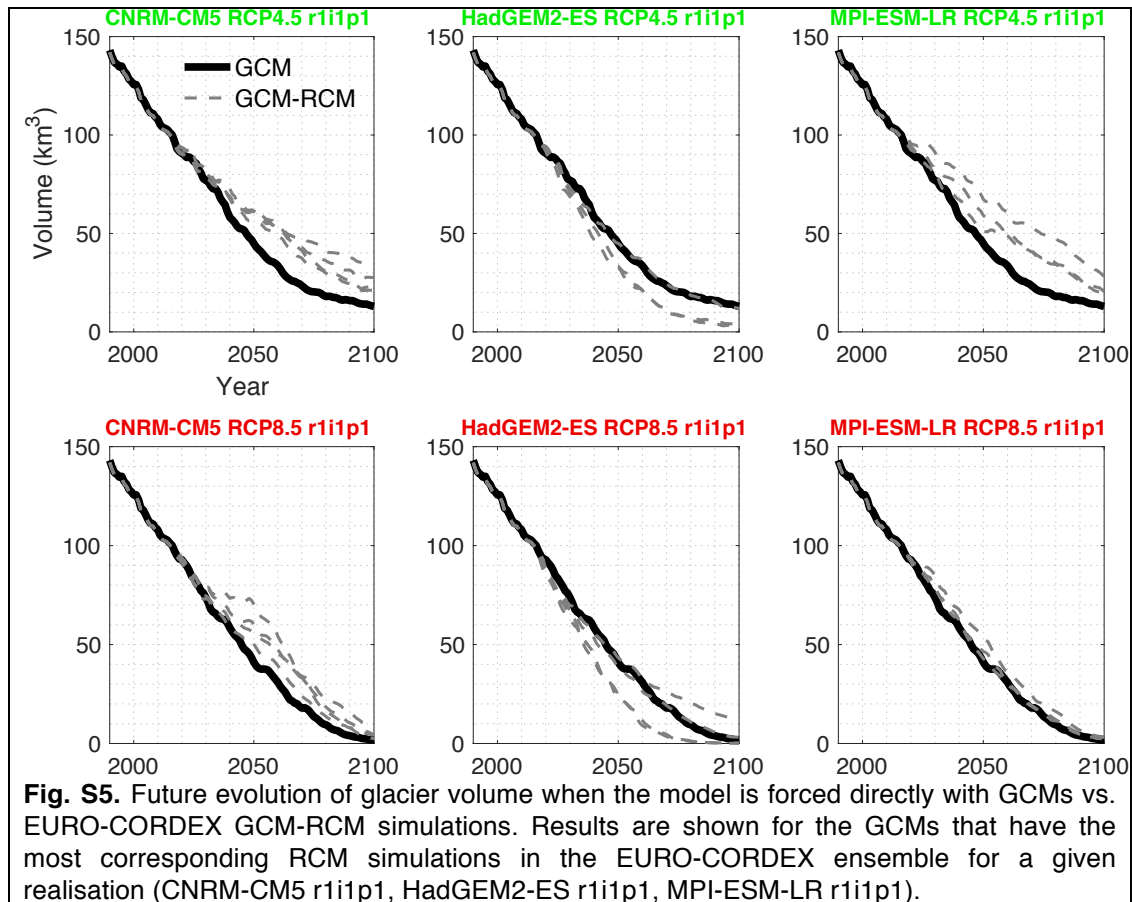 CNRM-CM5 RCP4.5 r1i1p1
HadGEM2-ES RCP4.5 r1i1p1
MPI-ESM-LR RCP4.5 r1i1p1
150
100
50
0
Volume (km³)
GCM
GCM-RCM
2000 2050 2100
Year
150
100
50
0
2000 2050 2100
150
100
50
0
2000 2050 2100
CNRM-CM5 RCP8.5 r1i1p1
HadGEM2-ES RCP8.5 r1i1p1
MPI-ESM-LR RCP8.5 r1i1p1
150
100
50
0
2000 2050 2100
150
100
50
0
2000 2050 2100
150
100
50
0
2000 2050 2100
Fig. S5. Future evolution of glacier volume when the model is forced directly with GCMs vs.
EURO-CORDEX GCM-RCM simulations. Results are shown for the GCMs that have the
most corresponding RCM simulations in the EURO-CORDEX ensemble for a given
realisation (CNRM-CM5 r1i1p1, HadGEM2-ES r1i1p1, MPI-ESM-LR r1i1p1).